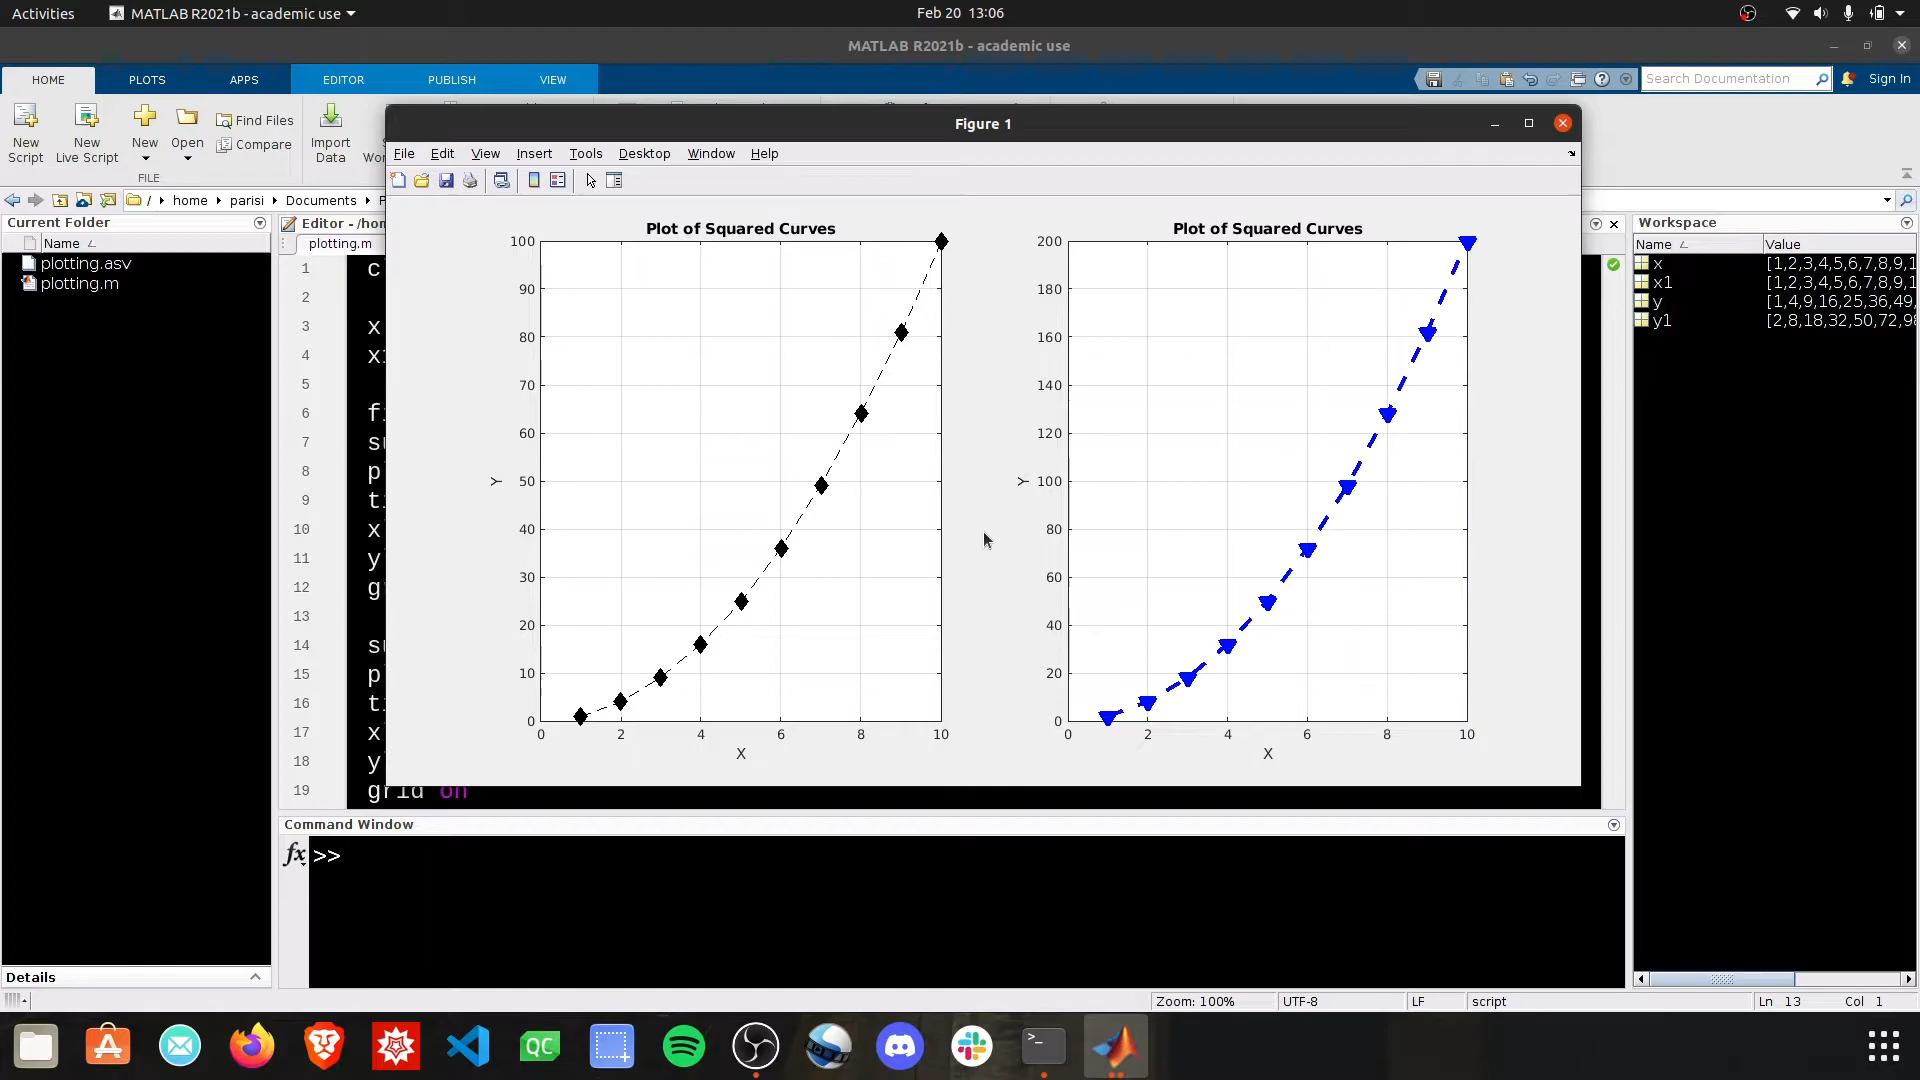 Activities
MATLAB R2021b - academic use
Feb 20 13:06
MATLAB R2021b - academic use
HOME
PLOTS
APPS
EDITOR
PUBLISH
VIEW
Search Documentation
Sign In
New Script
New Live Script
New
Open
Find Files
Compare
Import Data
FILE
/ home parisi Documents
Current Folder
Name
plotting.asv
plotting.m
Details
Editor - /ho
plotting.m
1
2
3 x
4
5
6
7
8 p
9
10 x
11 y
12
13
14
15 p
16
17 x
18 y
19 grid on
Figure 1
File Edit View Insert Tools Desktop Window Help
Plot of Squared Curves
100
90
80
70
60
50
40
30
20
10
0
Y
0 2 4 6 8 10
X
Plot of Squared Curves
200
180
160
140
120
100
80
60
40
20
0
Y
0 2 4 6 8 10
X
Command Window
fx >>
Workspace
Name Value
x [1,2,3,4,5,6,7,8,9,1
x1 [1,2,3,4,5,6,7,8,9,1
y [1,4,9,16,25,36,49,
y1 [2,8,18,32,50,72,98
Zoom: 100% UTF-8 LF script Ln 13 Col 1
QC
>_